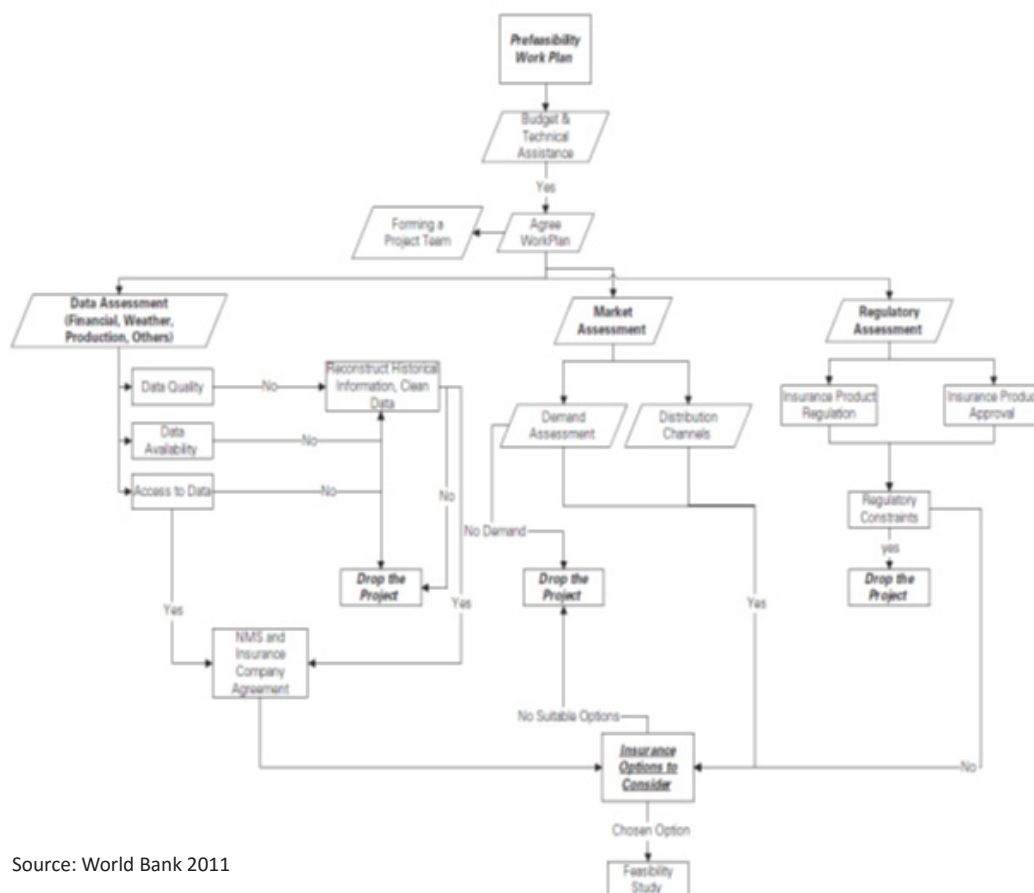 Prefeasibility
Work Plan
Budget &
Technical
Assistance
Yes
Forming a
Project Team
Agree
WorkPlan
Data Assessment
(Financial, Weather,
Production, Others)
Market
Assessment
Regulatory
Assessment
Data Quality
No
Reconstruct Historical
Information, Clean
Data
Insurance Product
Regulation
Insurance Product
Approval
Demand
Assessment
Distribution
Channels
Data
Availability
No
Access to Data
No
No
Regulatory
Constraints
No Demand
yes
Drop the
Project
Drop the
Project
Drop the
Project
Yes
Yes
Yes
NMS and
Insurance
Company
Agreement
No Suitable Options
Insurance
Options to
Consider
No
Chosen Option
Feasibility
Study
Source: World Bank 2011